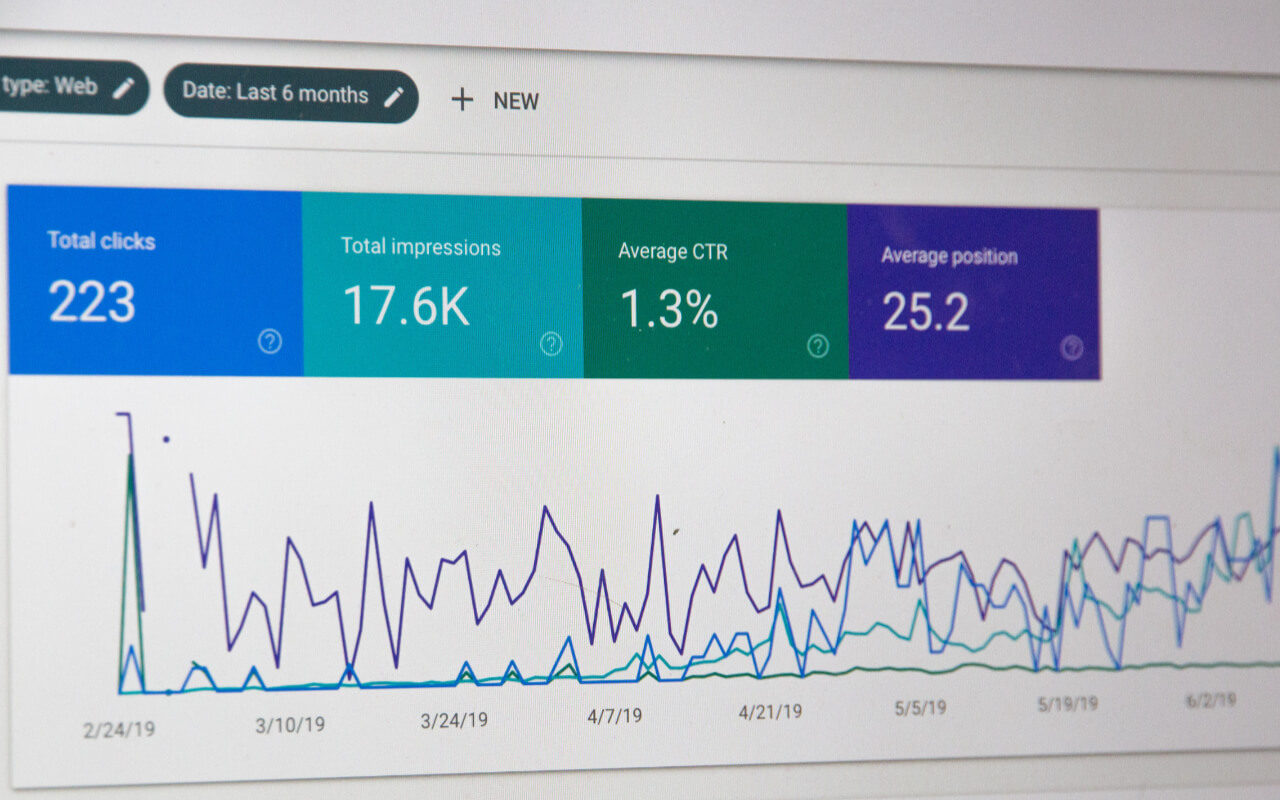 type: Web
Date: Last 6 months
+ NEW
Total clicks
223
Total impressions
17.6K
Average CTR
1.3%
Average position
25.2
2/24/19
3/10/19
3/24/19
4/7/19
4/21/19
5/5/19
5/19/19
6/2/19